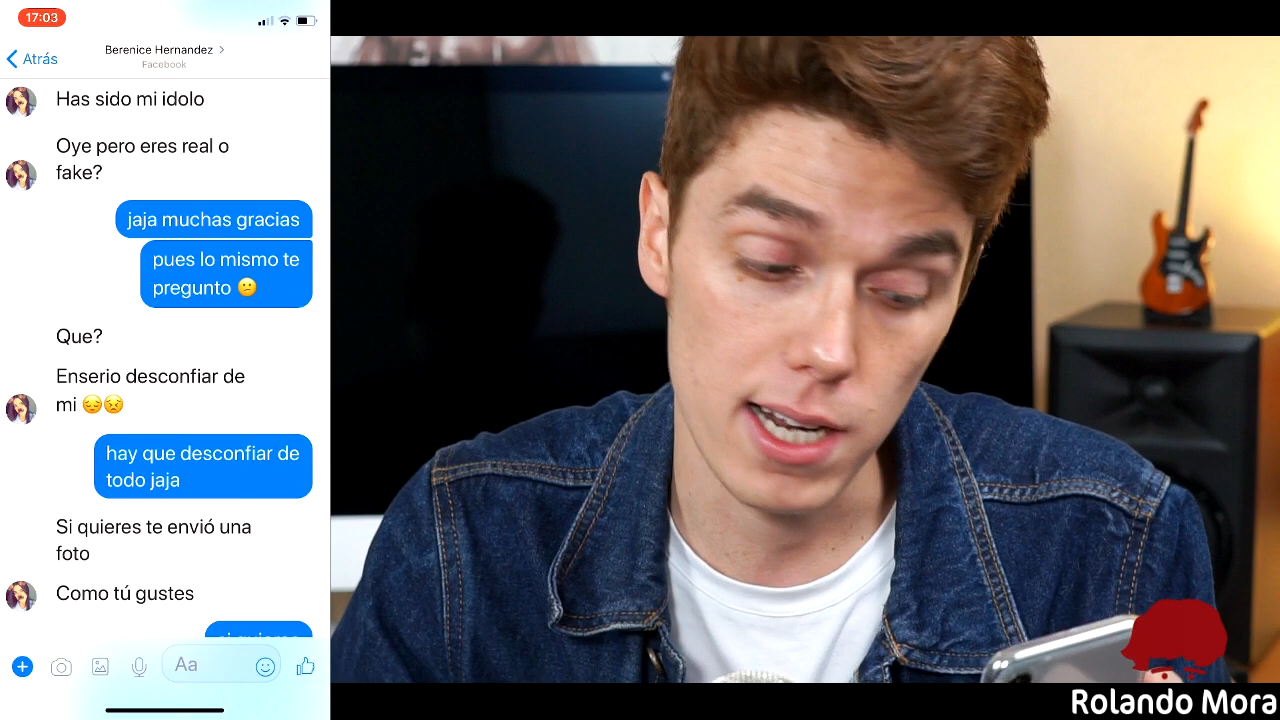 17:03
Atrás
Berenice Hernandez
Facebook
Has sido mi idolo
Oye pero eres real o
fake?
jaja muchas gracias
pues lo mismo te
pregunto 😕
Que?
Enserio desconfiar de
mi 😔😣
hay que desconfiar de
todo jaja
Si quieres te envió una
foto
Como tú gustes
Aa
Rolando Mora